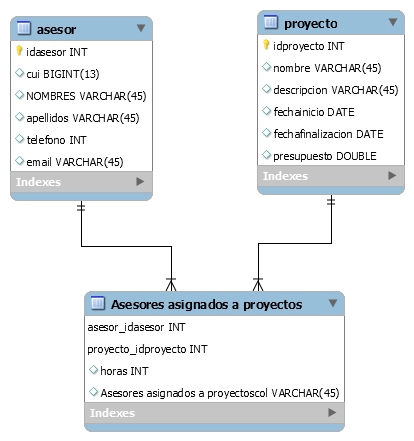 asesor
idasesor INT
cui BIGINT(13)
NOMBRES VARCHAR(45)
apellidos VARCHAR(45)
telefono INT
email VARCHAR(45)
Indexes
proyecto
idproyecto INT
nombre VARCHAR(45)
descripcion VARCHAR(45)
fechainicio DATE
fechafinalizacion DATE
presupuesto DOUBLE
Indexes
Asesores asignados a proyectos
asesor_idasesor INT
proyecto_idproyecto INT
horas INT
Asesores asignados a proyectoscol VARCHAR(45)
Indexes